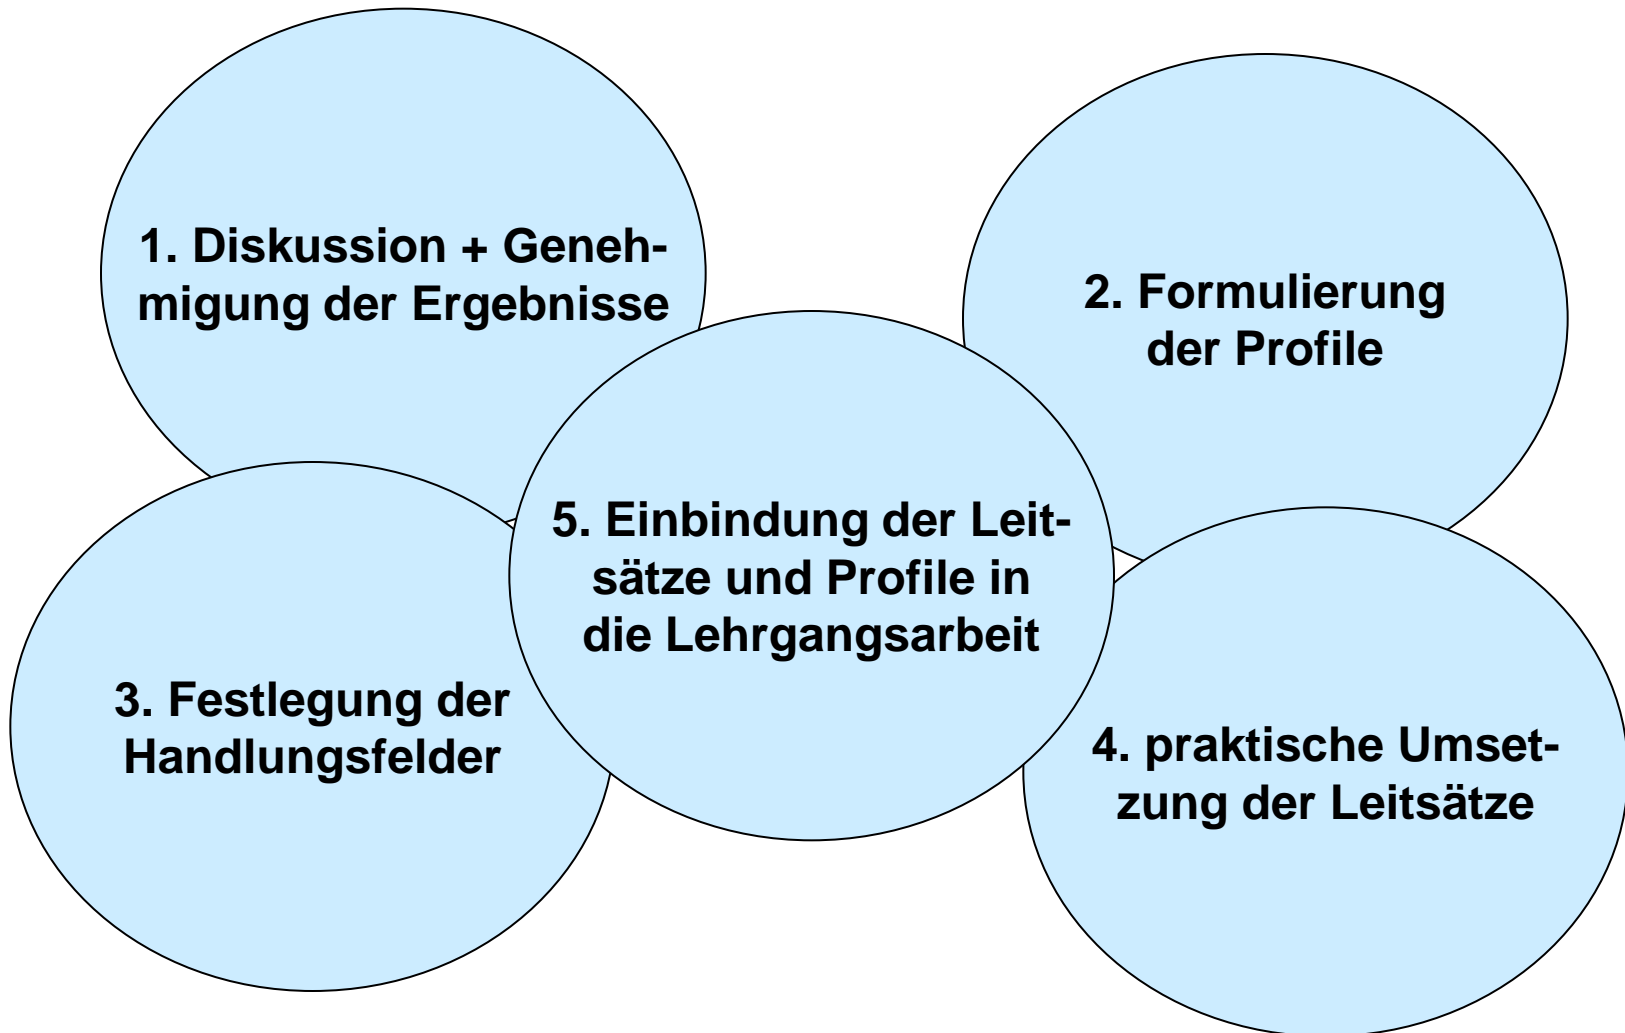 1. Diskussion + Geneh-
migung der Ergebnisse
2. Formulierung
der Profile
3. Festlegung der
Handlungsfelder
4. praktische Umset-
zung der Leitsätze
5. Einbindung der Leit-
sätze und Profile in
die Lehrgangsarbeit